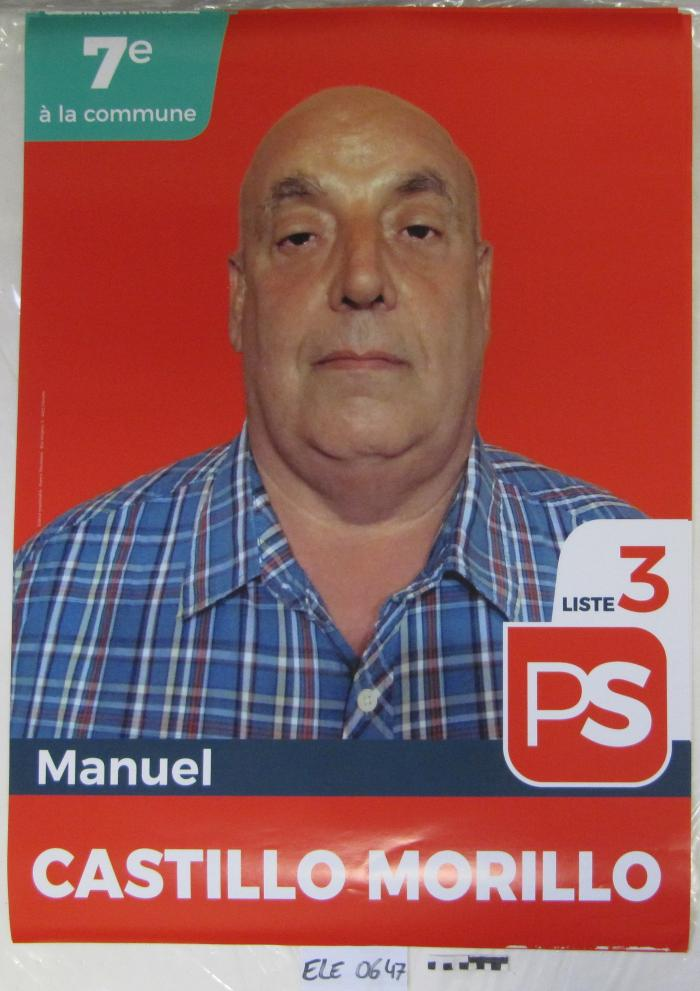 7e
à la commune
LISTE 3
PS
Manuel
CASTILLO MORILLO
ELE 0647